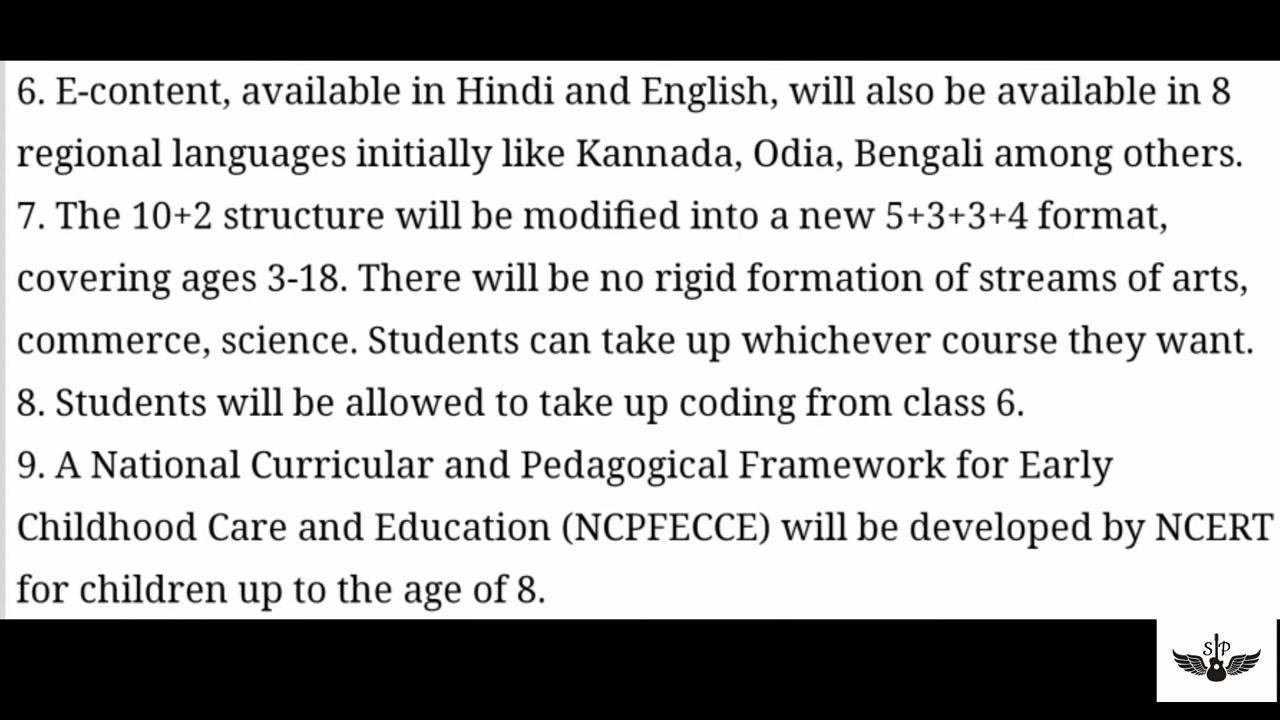 6. E-content, available in Hindi and English, will also be available in 8
regional languages initially like Kannada, Odia, Bengali among others.
7. The 10+2 structure will be modified into a new 5+3+3+4 format,
covering ages 3-18. There will be no rigid formation of streams of arts,
commerce, science. Students can take up whichever course they want.
8. Students will be allowed to take up coding from class 6.
9. A National Curricular and Pedagogical Framework for Early
Childhood Care and Education (NCPFECCE) will be developed by NCERT
for children up to the age of 8.
SP